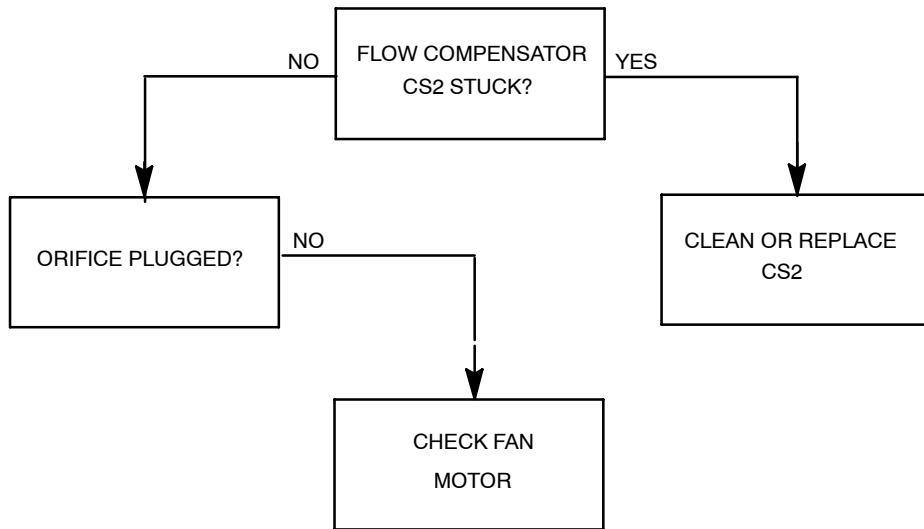 FLOW COMPENSATOR
CS2 STUCK?
NO
YES
ORIFICE PLUGGED?
NO
CLEAN OR REPLACE
CS2
CHECK FAN
MOTOR